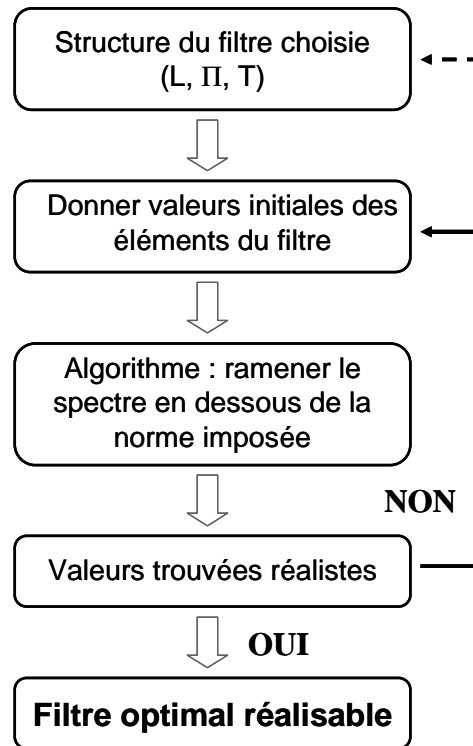 Structure du filtre choisie
(L, Π, T)
Donner valeurs initiales des
éléments du filtre
Algorithme : ramener le
spectre en dessous de la
norme imposée
NON
Valeurs trouvées réalistes
OUI
Filtre optimal réalisable